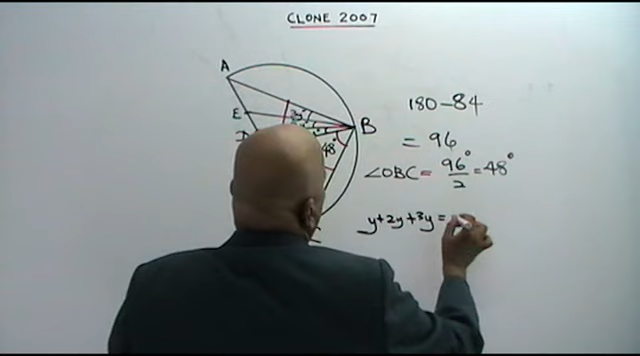 CLONE 2007
A
E
B
48°
180-84
= 96
∠OBC = 96°/2 = 48°
y+2y+3y=